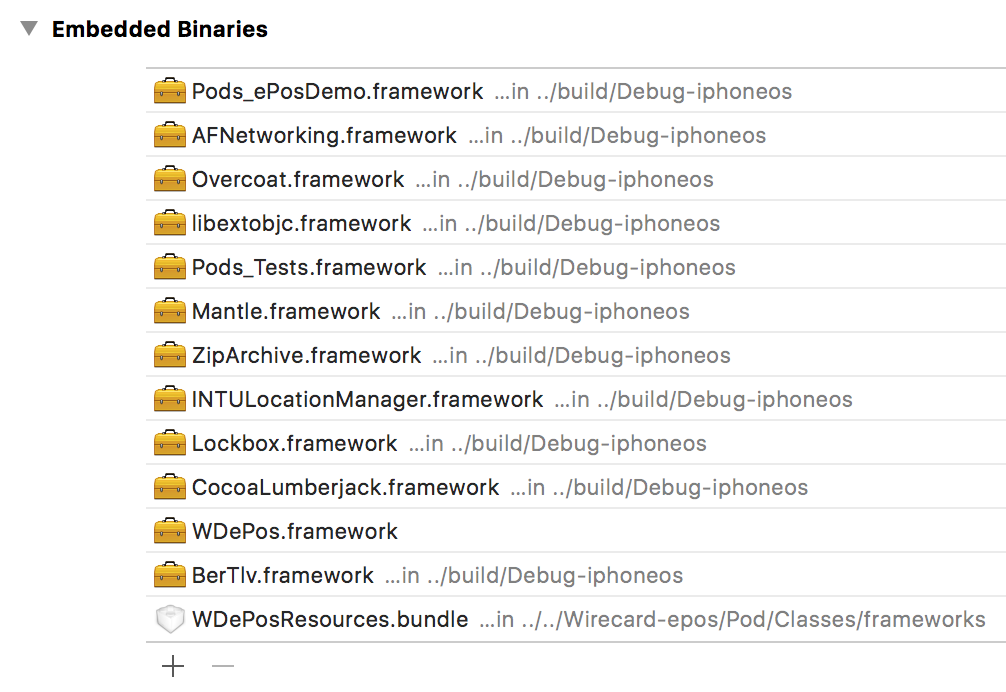 Embedded Binaries
Pods_ePosDemo.framework ...in ../build/Debug-iphoneos
AFNetworking.framework ...in ../build/Debug-iphoneos
Overcoat.framework ...in ../build/Debug-iphoneos
libextobjc.framework ...in ../build/Debug-iphoneos
Pods_Tests.framework ...in ../build/Debug-iphoneos
Mantle.framework ...in ../build/Debug-iphoneos
ZipArchive.framework ...in ../build/Debug-iphoneos
INTULocationManager.framework ...in ../build/Debug-iphoneos
Lockbox.framework ...in ../build/Debug-iphoneos
CocoaLumberjack.framework ...in ../build/Debug-iphoneos
WDePos.framework
BerTlv.framework ...in ../build/Debug-iphoneos
WDePosResources.bundle ...in ../../Wirecard-epos/Pod/Classes/frameworks